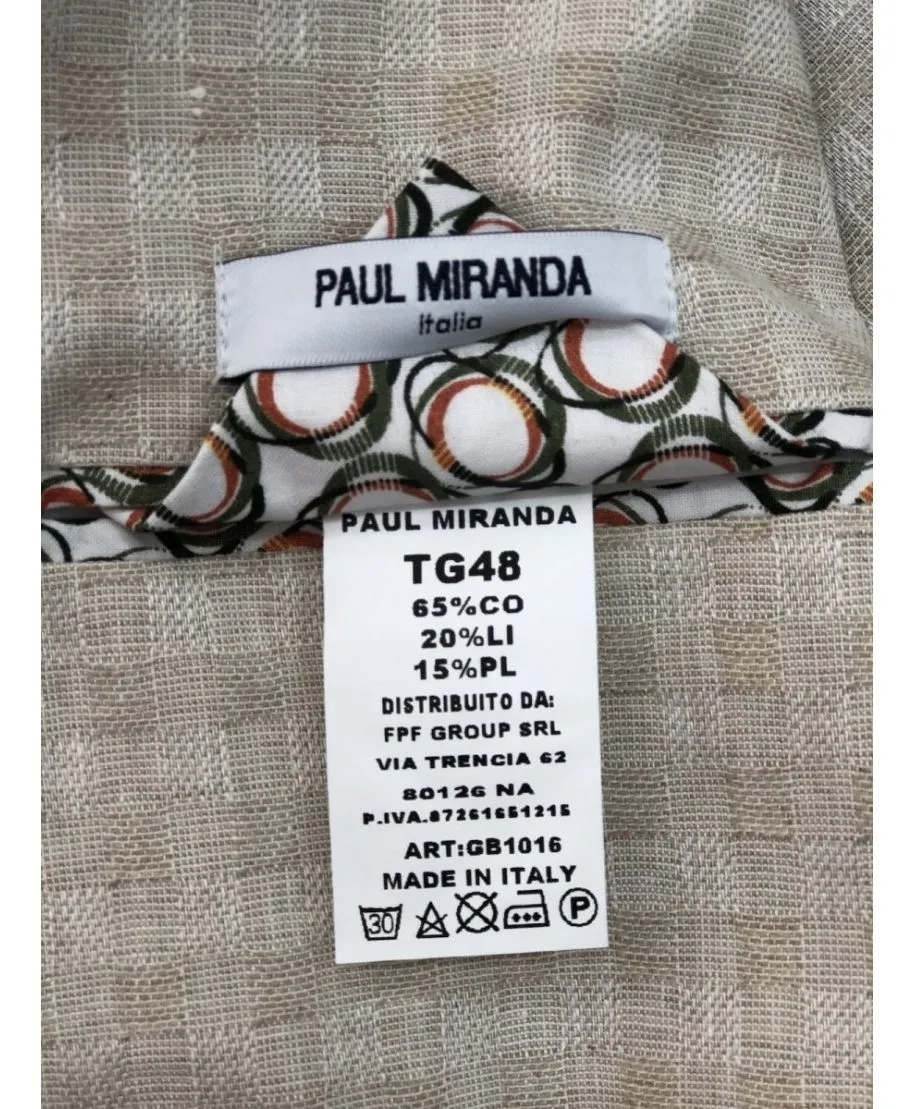 PAUL MIRANDA
italia
PAUL MIRANDA
TG48
65%CO
20%LI
15%PL
DISTRIBUITO DA:
FPF GROUP SRL
VIA TRENCIA 62
80126 NA
P.IVA.87261651215
ART:GB1016
MADE IN ITALY
30 P